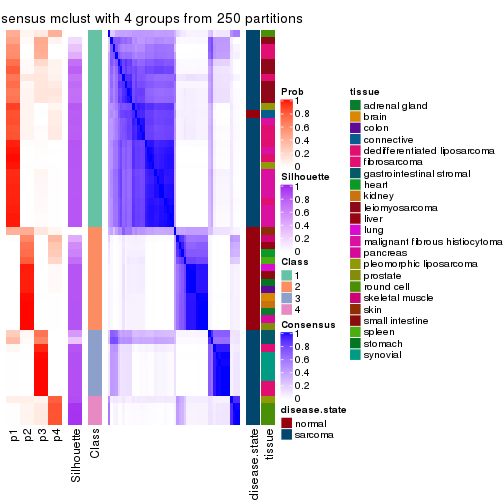 sensus mclust with 4 groups from 250 partitions
Prob
1
0.8
0.6
0.4
0.2
0
Silhouette
1
0.8
0.6
0.4
0.2
0
Class
1
2
3
4
Consensus
1
0.8
0.6
0.4
0.2
0
disease.state
normal
sarcoma
tissue
adrenal gland
brain
colon
connective
dedifferentiated liposarcoma
fibrosarcoma
gastrointestinal stromal
heart
kidney
leiomyosarcoma
liver
lung
malignant fibrous histiocytoma
pancreas
pleomorphic liposarcoma
prostate
round cell
skeletal muscle
skin
small intestine
spleen
stomach
synovial
p1
p2
p3
p4
Silhouette
Class
disease.state
tissue